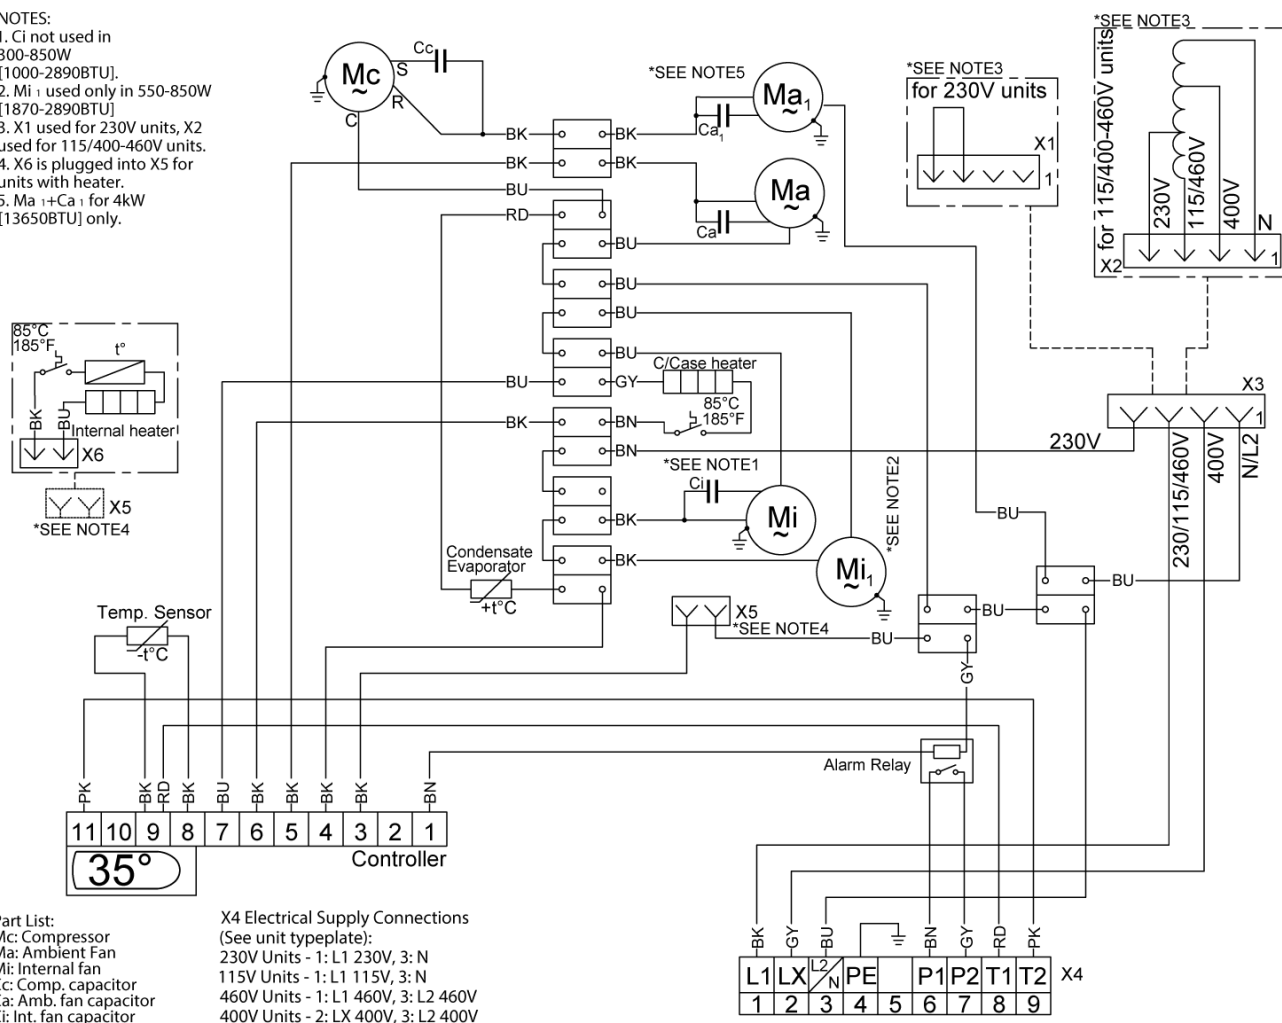 NOTES:
1. Ci not used in
300-850W
[1000-2890BTU].
2. Mi 1 used only in 550-850W
[1870-2890BTU]
3. X1 used for 230V units, X2
used for 115/400-460V units.
4. X6 is plugged into X5 for
units with heater.
5. Ma 1+Ca 1 for 4kW
[13650BTU] only.
Mc
~
S
R
C
Cc
BK
BK
BU
RD
BK
BK
*SEE NOTE5
Ma1
~
Ca1
Ma
~
Ca
BU
BU
BU
BU
*SEE NOTE3
for 230V units
X1
1
*SEE NOTE3
for 115/400-460V units
230V
115/460V
400V
N
X2
1
85°C
185°F
t°
BK
BU
Internal heater
X6
X5
*SEE NOTE4
BU
GY
C/Case heater
85°C
185°F
BK
BN
BN
230V
X3
1
230/115/460V
400V
N/L2
*SEE NOTE1
Ci
BK
Mi
~
*SEE NOTE2
BK
Mi1
~
BU
BU
BU
Condensate
Evaporator
+t°C
Temp. Sensor
-t°C
X5
*SEE NOTE4
BU
GY
Alarm Relay
PK
BK
RD
BK
BU
BK
BK
BK
BK
BN
11 10 9 8 7 6 5 4 3 2 1
35°
Controller
BK
GY
BU
BN
GY
RD
PK
L1 LX L2/N PE P1 P2 T1 T2 X4
1 2 3 4 5 6 7 8 9
Part List:
Mc: Compressor
Ma: Ambient Fan
Mi: Internal fan
Cc: Comp. capacitor
Ca: Amb. fan capacitor
Ci: Int. fan capacitor
X4 Electrical Supply Connections
(See unit typeplate):
230V Units - 1: L1 230V, 3: N
115V Units - 1: L1 115V, 3: N
460V Units - 1: L1 460V, 3: L2 460V
400V Units - 2: LX 400V, 3: L2 400V